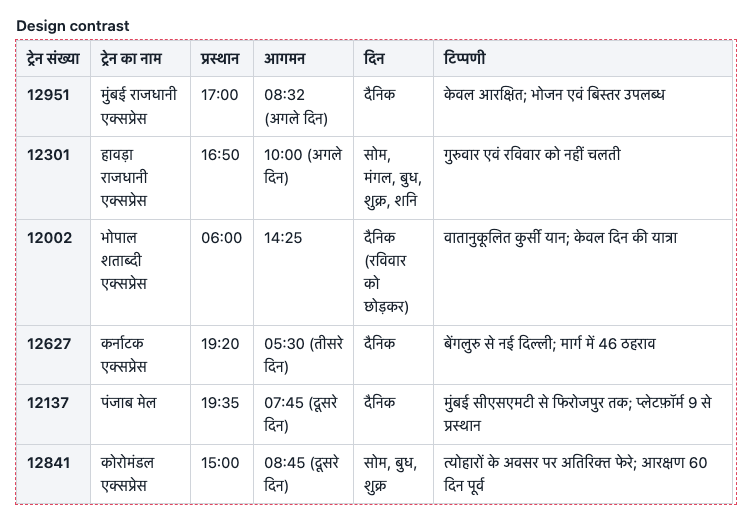 Design contrast
ट्रेन संख्या ट्रेन का नाम प्रस्थान आगमन दिन टिप्पणी
12951 मुंबई राजधानी एक्सप्रेस 17:00 08:32 (अगले दिन) दैनिक केवल आरक्षित; भोजन एवं बिस्तर उपलब्ध
12301 हावड़ा राजधानी एक्सप्रेस 16:50 10:00 (अगले दिन) सोम, मंगल, बुध, शुक्र, शनि गुरुवार एवं रविवार को नहीं चलती
12002 भोपाल शताब्दी एक्सप्रेस 06:00 14:25 दैनिक (रविवार को छोड़कर) वातानुकूलित कुर्सी यान; केवल दिन की यात्रा
12627 कर्नाटक एक्सप्रेस 19:20 05:30 (तीसरे दिन) दैनिक बेंगलुरु से नई दिल्ली; मार्ग में 46 ठहराव
12137 पंजाब मेल 19:35 07:45 (दूसरे दिन) दैनिक मुंबई सीएसएमटी से फिरोजपुर तक; प्लेटफ़ॉर्म 9 से प्रस्थान
12841 कोरोमंडल एक्सप्रेस 15:00 08:45 (दूसरे दिन) सोम, बुध, शुक्र त्योहारों के अवसर पर अतिरिक्त फेरे; आरक्षण 60 दिन पूर्व